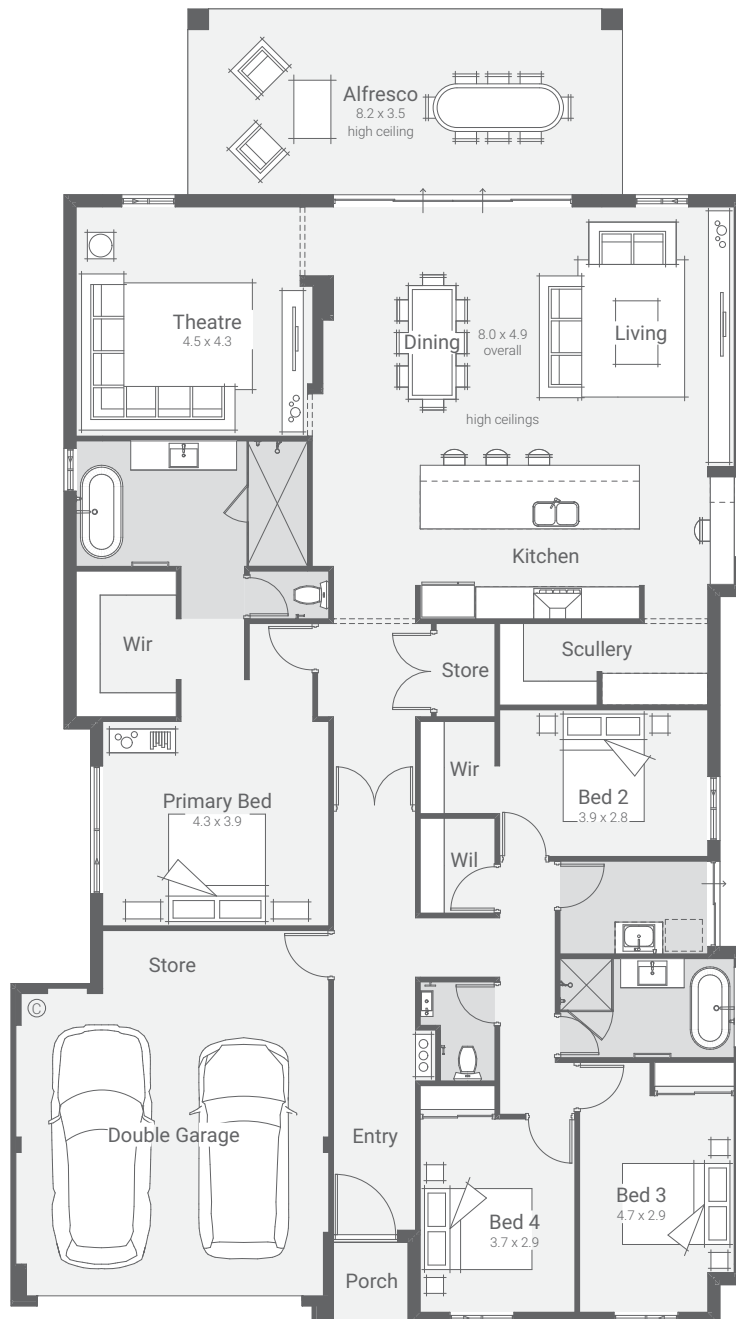 Alfresco
8.2 x 3.5
high ceiling
Theatre
4.5 x 4.3
Dining
8.0 x 4.9
overall
Living
high ceilings
Kitchen
Wir
Store
Scullery
Wir
Primary Bed
4.3 x 3.9
Bed 2
3.9 x 2.8
Wil
Store
©
Double Garage
Entry
Bed 3
4.7 x 2.9
Bed 4
3.7 x 2.9
Porch